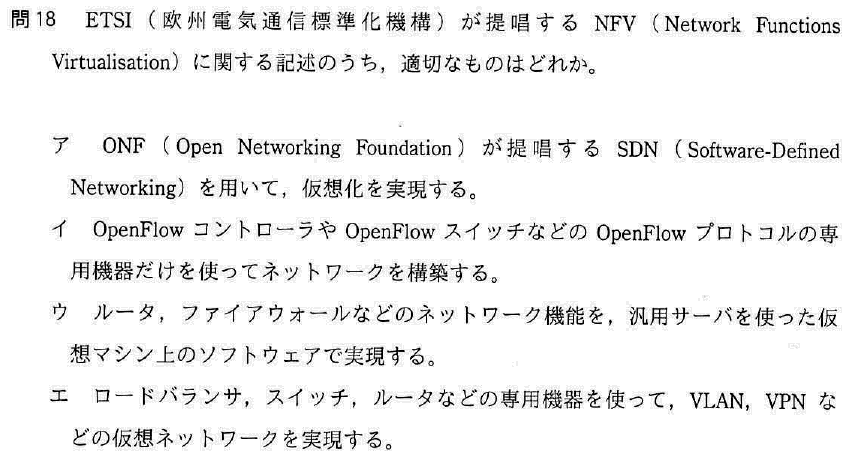 問18 ETSI（欧州電気通信標準化機構）が提唱する NFV（Network Functions
Virtualisation）に関する記述のうち，適切なものはどれか。
ア ONF（Open Networking Foundation）が提唱する SDN（Software-Defined
Networking）を用いて，仮想化を実現する。
イ OpenFlow コントローラや OpenFlow スイッチなどの OpenFlow プロトコルの専
用機器だけを使ってネットワークを構築する。
ウ ルータ，ファイアウォールなどのネットワーク機能を，汎用サーバを使った仮
想マシン上のソフトウェアで実現する。
エ ロードバランサ，スイッチ，ルータなどの専用機器を使って，VLAN，VPN な
どの仮想ネットワークを実現する。